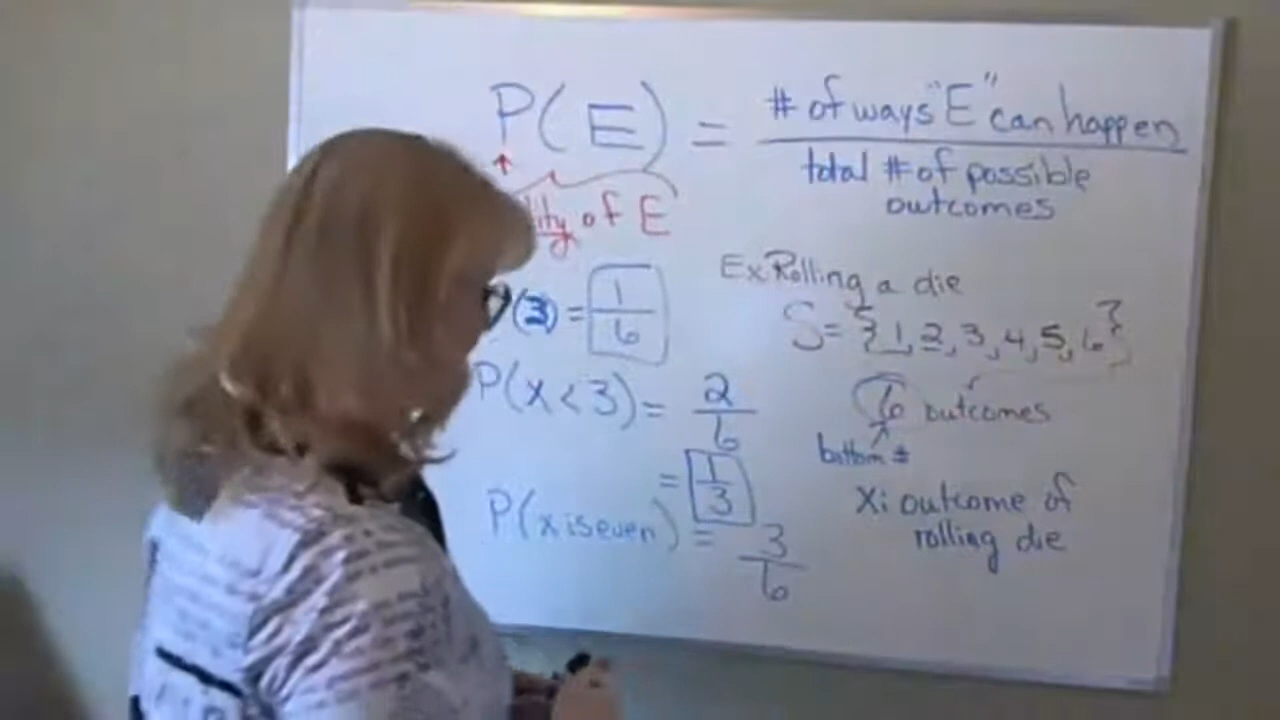 P(E) = # of ways "E" can happen
total # of possible
outcomes
lity of E
Ex Rolling a die
S = {1, 2, 3, 4, 5, 6}
(3) = 1/6
P(x<3) = 2/6
= 1/3
6 outcomes
bottom #
X: outcome of
rolling die
P(x is even) = 3/6